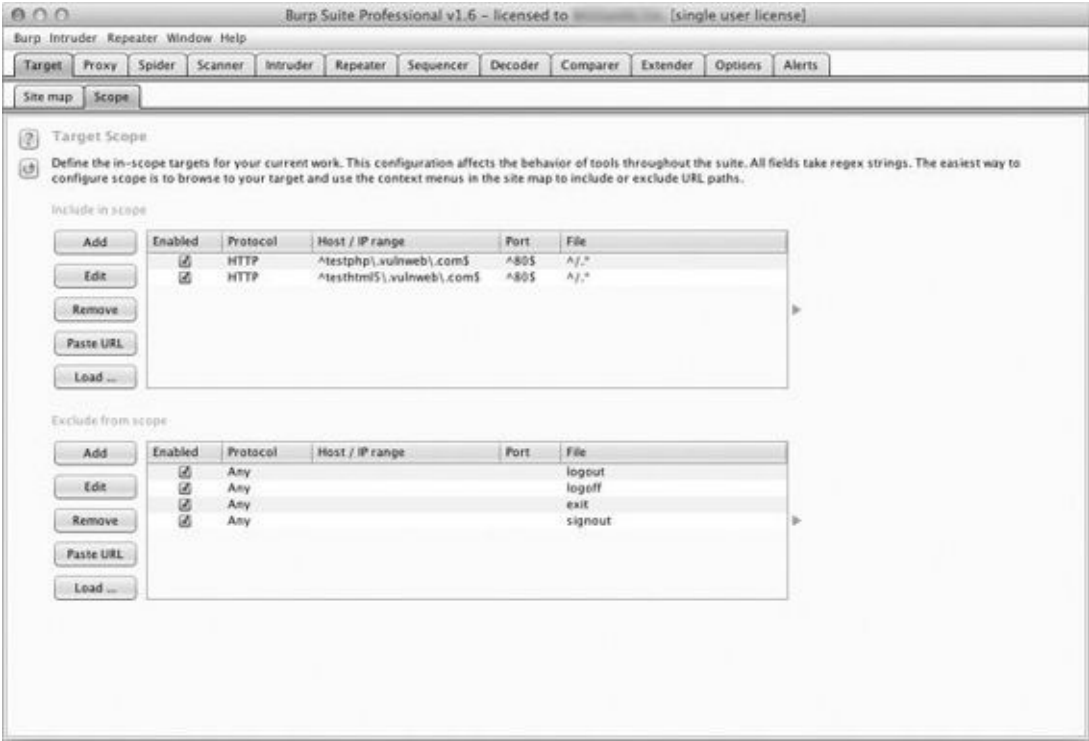 Burp Suite Professional v1.6 – licensed to [single user license]
Burp Intruder Repeater Window Help
Target Proxy Spider Scanner Intruder Repeater Sequencer Decoder Comparer Extender Options Alerts
Site map Scope
? Target Scope
Define the in-scope targets for your current work. This configuration affects the behavior of tools throughout the suite. All fields take regex strings. The easiest way to
configure scope is to browse to your target and use the context menus in the site map to include or exclude URL paths.
Include in scope
Add Enabled Protocol Host / IP range Port File
HTTP ^testphp\.vulnweb\.com$ ^80$ ^/.*
Edit HTTP ^testhtml5\.vulnweb\.com$ ^80$ ^/.*
Remove
Paste URL
Load ...
Exclude from scope
Add Enabled Protocol Host / IP range Port File
Any logout
Edit Any logoff
Any exit
Remove Any signout
Paste URL
Load ...